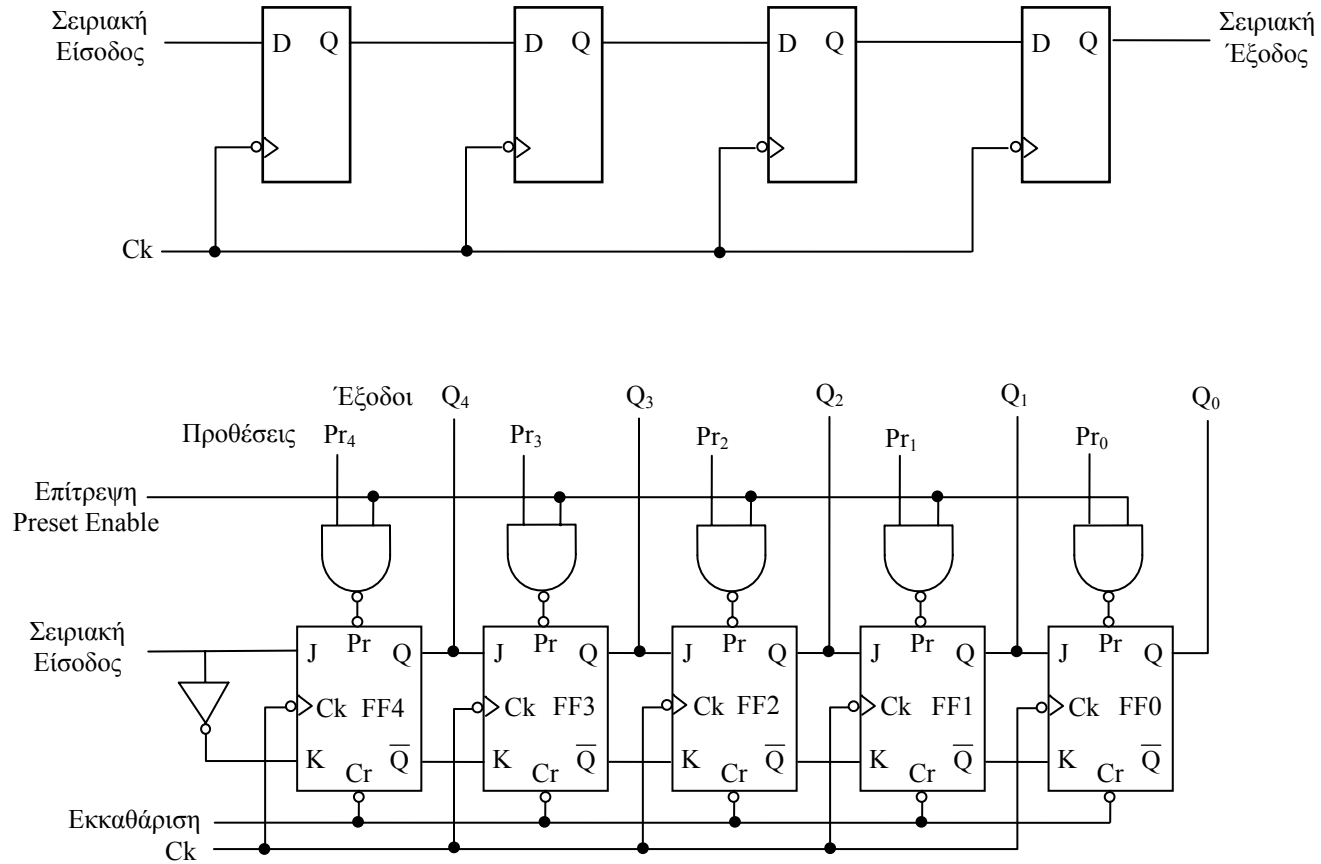 Σειριακή
Είσοδος
D Q D Q D Q D Q
Σειριακή
Έξοδος
Ck
Έξοδοι Q4 Q3 Q2 Q1 Q0
Προθέσεις Pr4 Pr3 Pr2 Pr1 Pr0
Επίτρεψη
Preset Enable
Σειριακή
Είσοδος
J Pr Q J Pr Q J Pr Q J Pr Q J Pr Q
Ck FF4 Ck FF3 Ck FF2 Ck FF1 Ck FF0
K Cr Q̅ K Cr Q̅ K Cr Q̅ K Cr Q̅ K Cr Q̅
Εκκαθάριση
Ck